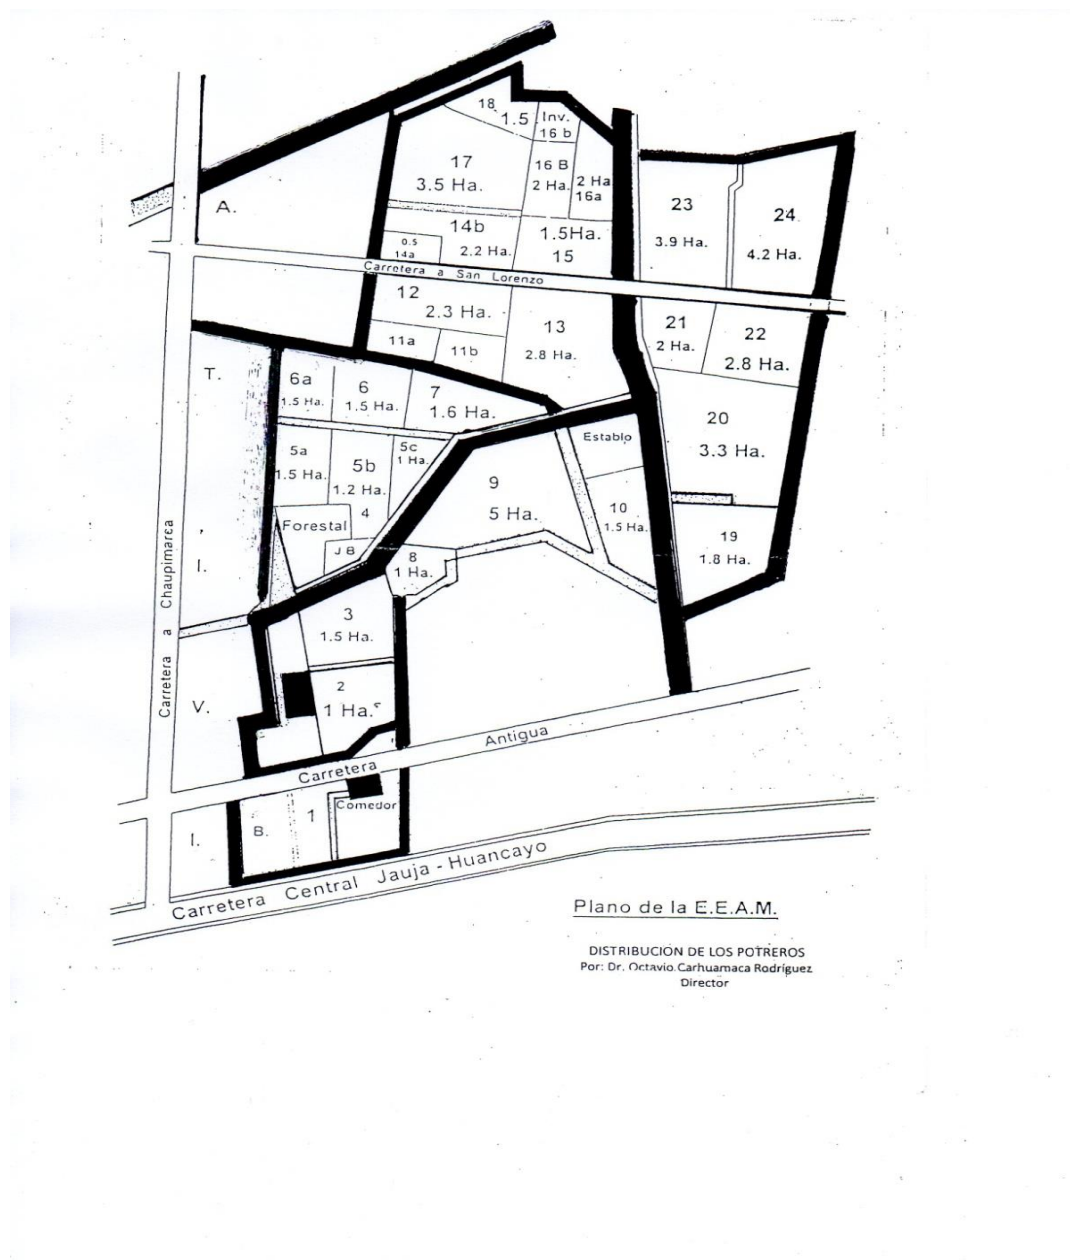 18
1.5
Inv.
16 b
17
3.5 Ha.
16 B
2 Ha.
2 Ha
16a
23
3.9 Ha.
24
4.2 Ha.
A.
14b
2.2 Ha.
0.5
14a
1.5Ha.
15
Carretera a San Lorenzo
12
2.3 Ha.
13
2.8 Ha.
21
2 Ha.
22
2.8 Ha.
11a
11b
T.
6a
1.5 Ha.
6
1.5 Ha.
7
1.6 Ha.
20
3.3 Ha.
5a
1.5 Ha.
5b
1.2 Ha.
5c
1 Ha.
Establo
9
5 Ha.
10
1.5 Ha.
4
Forestal
J B
8
1 Ha.
19
1.8 Ha.
I.
Carretera a Chaupimarca
3
1.5 Ha.
2
1 Ha.
V.
Carretera Antigua
Comedor
1
B.
I.
Carretera Central Jauja - Huancayo
Plano de la E.E.A.M.
DISTRIBUCION DE LOS POTREROS
Por: Dr. Octavio Carhuamaca Rodríguez
Director